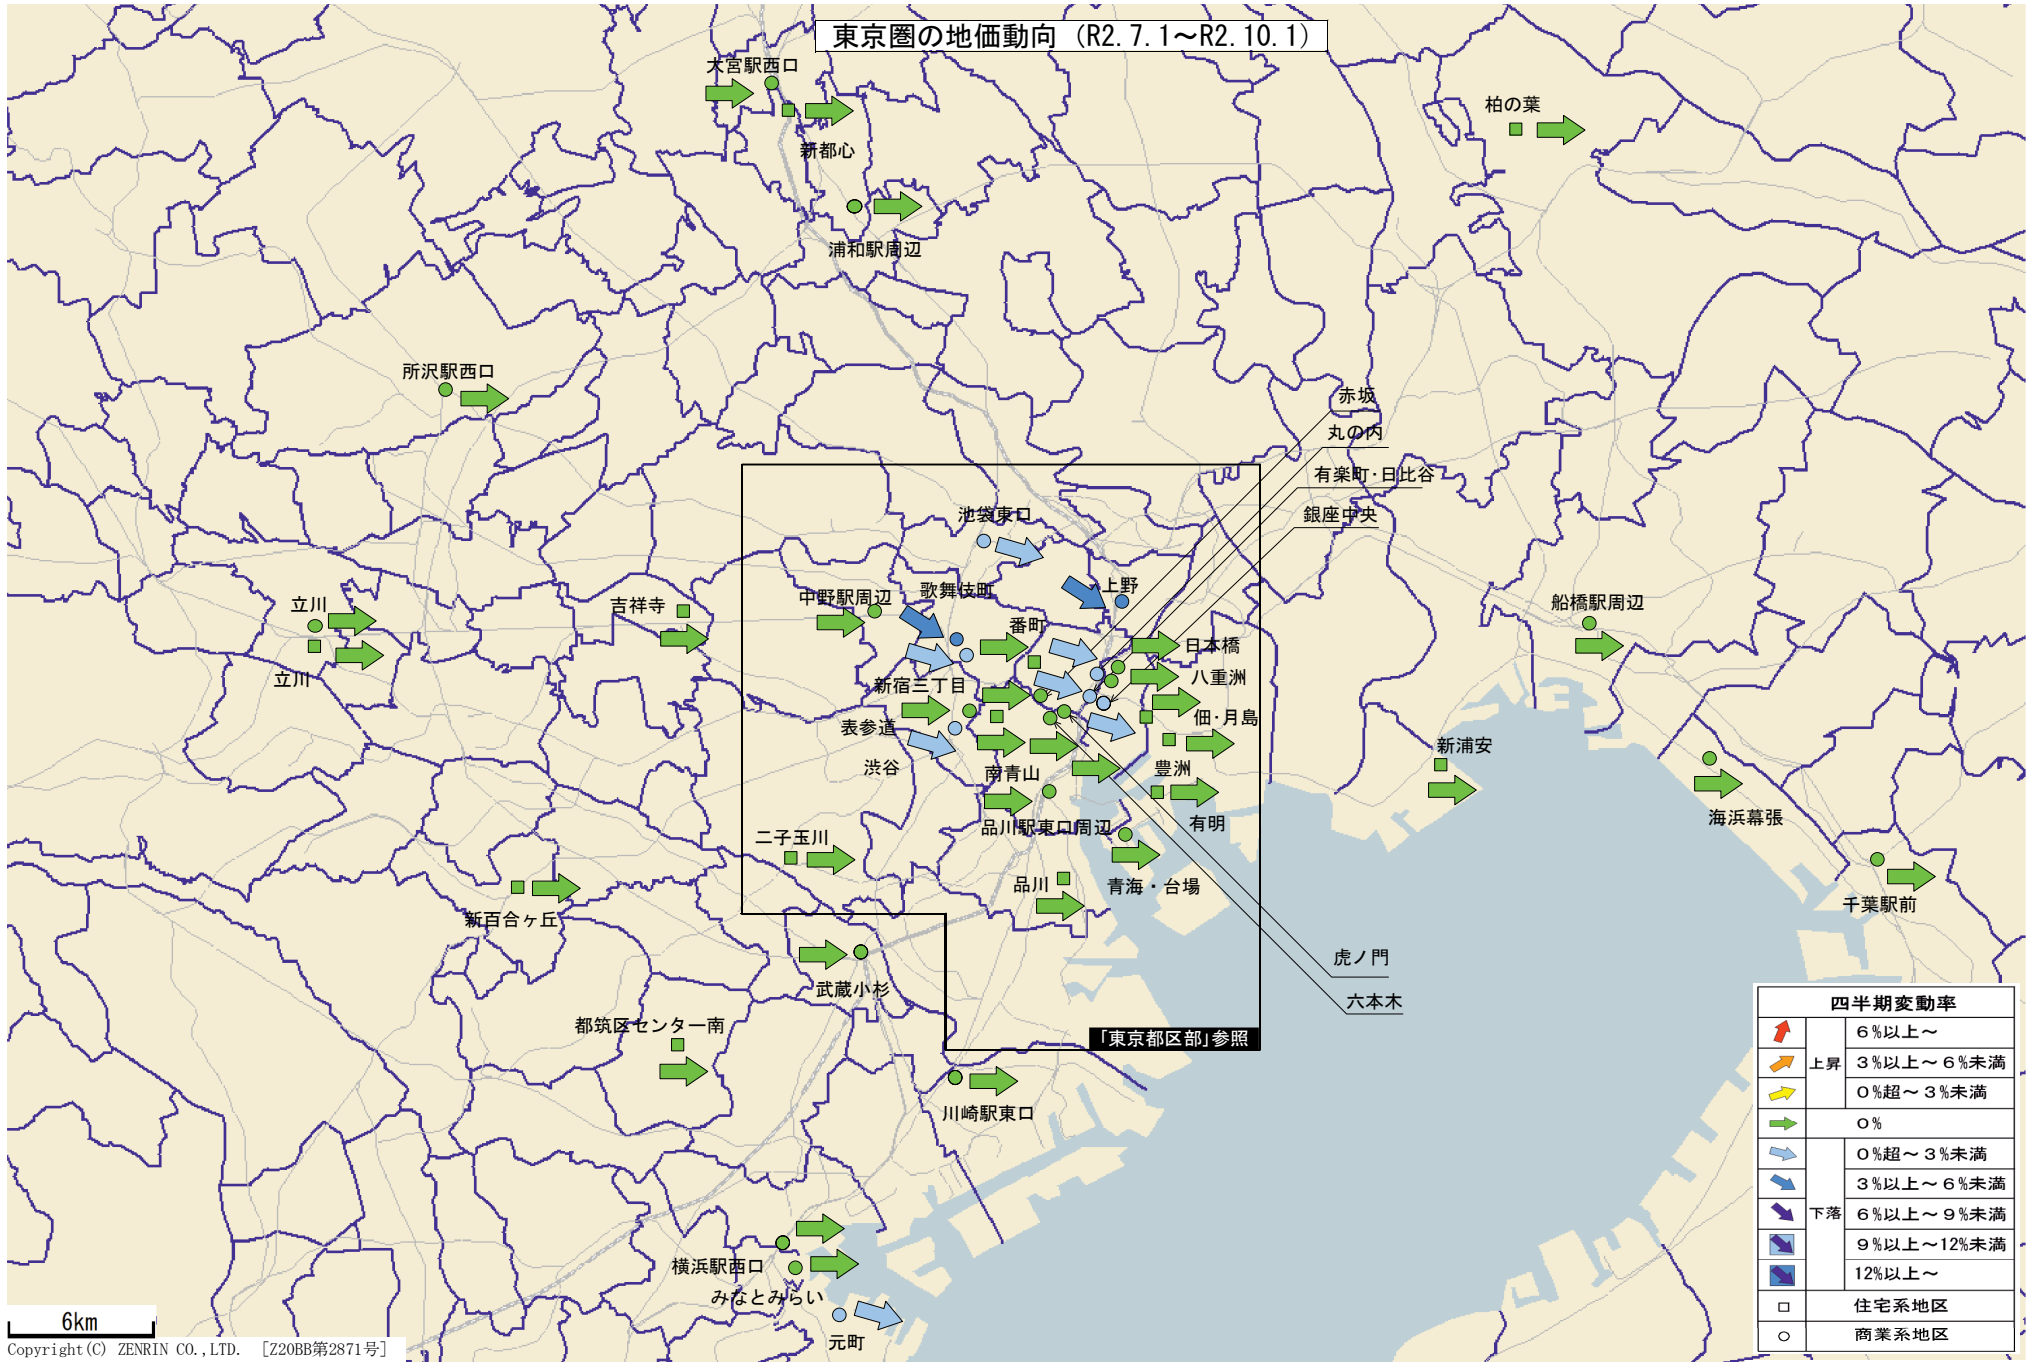 東京圏の地価動向（R2.7.1～R2.10.1）
大宮駅西口
新都心
柏の葉
浦和駅周辺
所沢駅西口
赤坂
丸の内
有楽町・日比谷
銀座中央
池袋東口
上野
歌舞伎町
中野駅周辺
吉祥寺
立川
立川
番町
日本橋
八重洲
新宿三丁目
佃・月島
表参道
渋谷
南青山
豊洲
有明
品川駅東口周辺
二子玉川
品川
青海・台場
船橋駅周辺
新浦安
海浜幕張
千葉駅前
新百合ヶ丘
武蔵小杉
虎ノ門
六本木
「東京都区部」参照
都筑区センター南
川崎駅東口
横浜駅西口
みなとみらい
元町
四半期変動率
上昇
6%以上～
3%以上～6%未満
0%超～3%未満
0%
下落
0%超～3%未満
3%以上～6%未満
6%以上～9%未満
9%以上～12%未満
12%以上～
住宅系地区
商業系地区
6km
Copyright(C) ZENRIN CO.,LTD. [Z20BB第2871号]